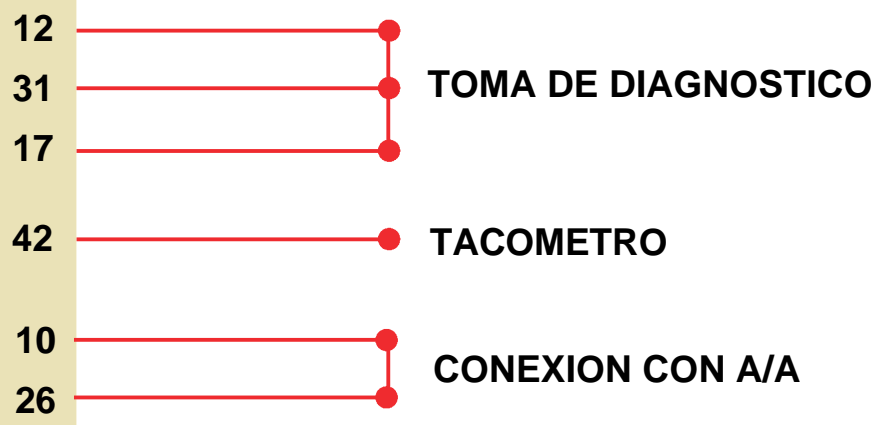 12
31
TOMA DE DIAGNOSTICO
17
42
TACOMETRO
10
CONEXION CON A/A
26